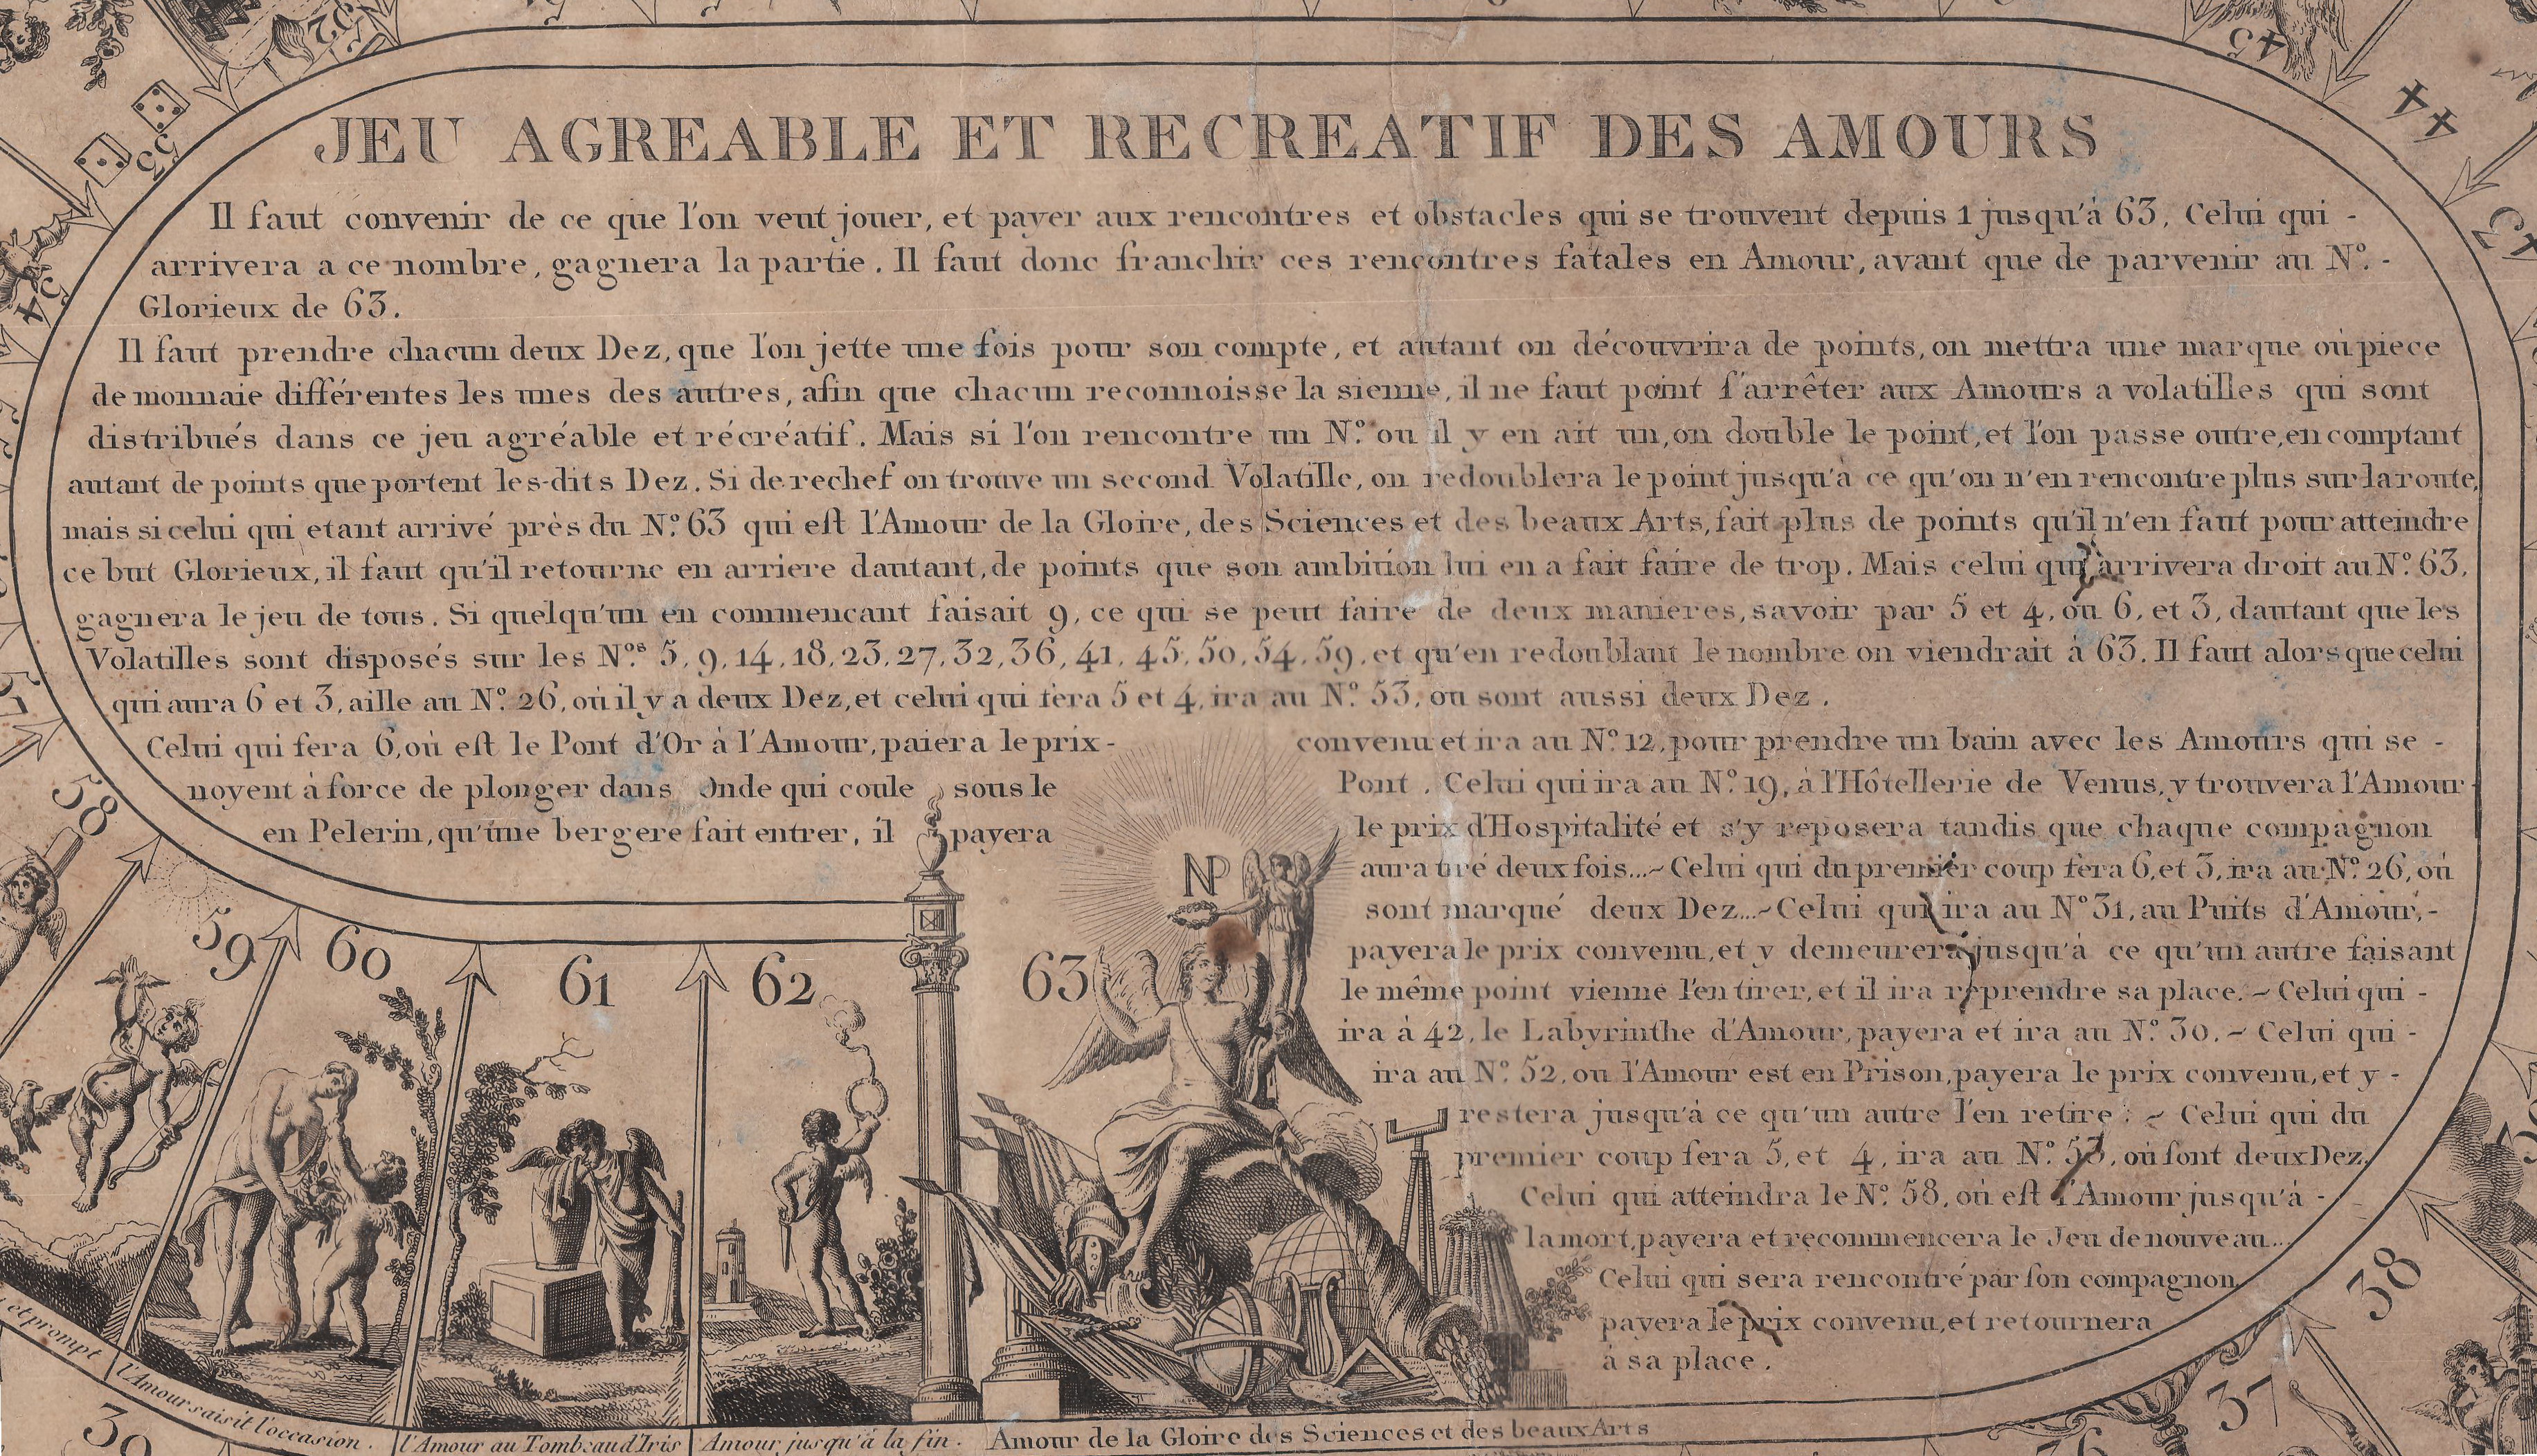 JEU AGREABLE ET RECREATIF DES AMOURS
Il faut convenir de ce que l'on veut jouer, et payer aux rencontres et obstacles qui se trouvent depuis 1 jusqu'à 63, Celui qui -
arrivera a ce nombre, gagnera la partie. Il faut donc franchir ces rencontres fatales en Amour, avant que de parvenir au N.º -
Glorieux de 63.
Il faut prendre chacun deux Dez, que l'on jette une fois pour son compte, et autant on découvrira de points, on mettra une marque où piece
de monnaie différentes les unes des autres, afin que chacun reconnoisse la sienne, il ne faut point s'arrêter aux Amours a volatilles qui sont
distribués dans ce jeu agréable et récréatif. Mais si l'on rencontre un N.º ou il y en ait un, on double le point, et l'on passe outre, en comptant
autant de points que portent les-dits Dez. Si de rechef on trouve un second Volatille, on redoublera le point jusqu'à ce qu'on n'en rencontre plus sur la route,
mais si celui qui etant arrivé près du N.º 63 qui est l'Amour de la Gloire, des Sciences et des beaux Arts, fait plus de points qu'il n'en faut pour atteindre
ce but Glorieux, il faut qu'il retourne en arriere dautant, de points que son ambition lui en a fait faire de trop. Mais celui qui arrivera droit au N.º 63,
gagnera le jeu de tous. Si quelqu'un en commencant faisait 9, ce qui se peut faire de deux manieres, savoir par 5 et 4, ou 6, et 3, dautant que les
Volatilles sont disposés sur les N.ºs 5, 9, 14, 18, 23, 27, 32, 36, 41, 45, 50, 54, 59, et qu'en redoublant le nombre on viendrait à 63. Il faut alors que celui
qui aura 6 et 3, aille au N.º 26, où il y a deux Dez, et celui qui fera 5 et 4, ira au N.º 53, ou sont aussi deux Dez.
Celui qui fera 6, où est le Pont d'Or à l'Amour, paiera le prix - convenu et ira au N.º 12, pour prendre un bain avec les Amours qui se -
noyent à force de plonger dans Onde qui coule sous le Pont. Celui qui ira au N.º 19, à l'Hôtellerie de Venus, y trouvera l'Amour
en Pelerin, qu'une bergere fait entrer, il payera le prix d'Hospitalité et s'y reposera tandis que chaque compagnon
aura tiré deux fois...~ Celui qui du premier coup fera 6, et 3, ira au N.º 26, où
sont marqué deux Dez...~ Celui qui ira au N.º 31, au Puits d'Amour, -
payera le prix convenu, et y demeurera jusqu'à ce qu'un autre faisant
le même point vienne l'en tirer, et il ira reprendre sa place. ~ Celui qui -
ira à 42, le Labyrinthe d'Amour, payera et ira au N.º 30. ~ Celui qui -
ira au N.º 52, ou l'Amour est en Prison, payera le prix convenu, et y -
restera jusqu'à ce qu'un autre l'en retire : ~ Celui qui du
premier coup fera 5, et 4, ira au N.º 53, où sont deux Dez.
Celui qui atteindra le N.º 58, où est l'Amour jusqu'à -
la mort, payera et recommencera le Jeu de nouveau...
Celui qui sera rencontré par son compagnon
payera le prix convenu, et retournera
à sa place.
NP
52
53
54
57
58
59
60
61
62
63
45
44
43
38
37
36
39
et prompt
l'Amour saisit l'occasion.
l'Amour au Tombeau d'Iris
Amour jusqu'à la fin.
Amour de la Gloire des Sciences et des beaux Arts